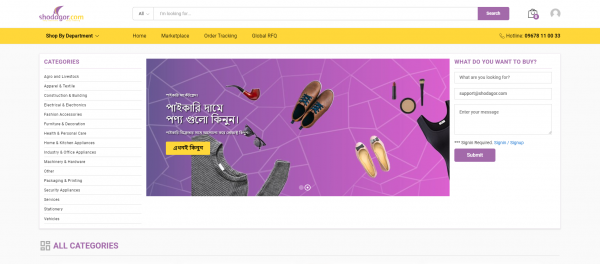 shodagor.com
All
I'm looking for...
Search
0
Shop By Department
Home
Marketplace
Order Tracking
Global RFQ
Hotline: 09678 11 00 33
CATEGORIES
Agro and Livestock
Apparel & Textile
Construction & Building
Electrical & Electronics
Fashion Accessories
Furniture & Decoration
Health & Personal Care
Home & Kitchen Appliances
Industry & Office Appliances
Machinery & Hardware
Other
Packaging & Printing
Security Appliances
Services
Stationary
Vehicles
পাইকারি কিনুন,
পাইকারি দামে
পণ্য গুলো কিনুন।
এখনই কিনুন
WHAT DO YOU WANT TO BUY?
What are you looking for?
support@shodagor.com
Enter your message
*** Signin Required. Signin / Signup
Submit
ALL CATEGORIES